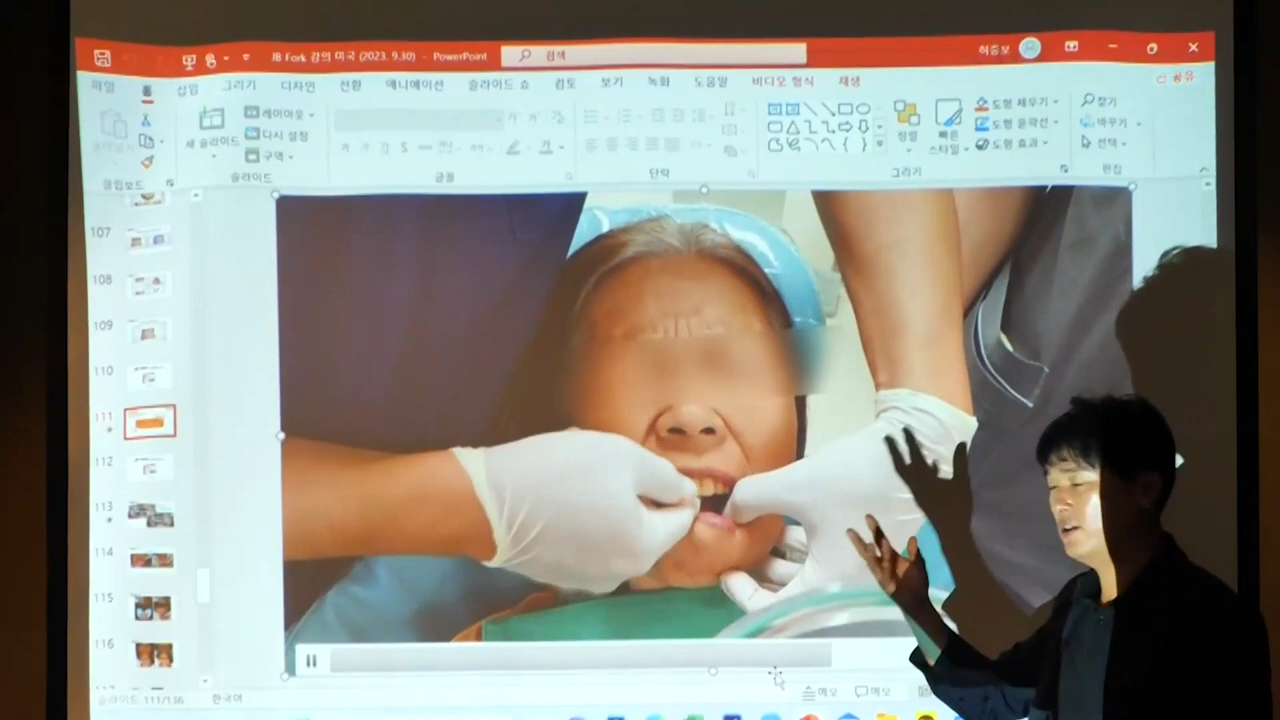 JB Fork 강의 미국 (2023. 9.30) - PowerPoint
검색
허중보
파일 홈 삽입 그리기 디자인 전환 애니메이션 슬라이드 쇼 검토 보기 녹화 도움말 비디오 형식 재생
공유
새 슬라이드
레이아웃
다시 설정
구역
정렬
빠른 스타일
도형 채우기
도형 윤곽선
도형 효과
찾기
바꾸기
선택
클립보드
슬라이드
글꼴
단락
그리기
편집
107
108
109
110
111
112
113
114
115
116
슬라이드 111/136
한국어
메모
메모